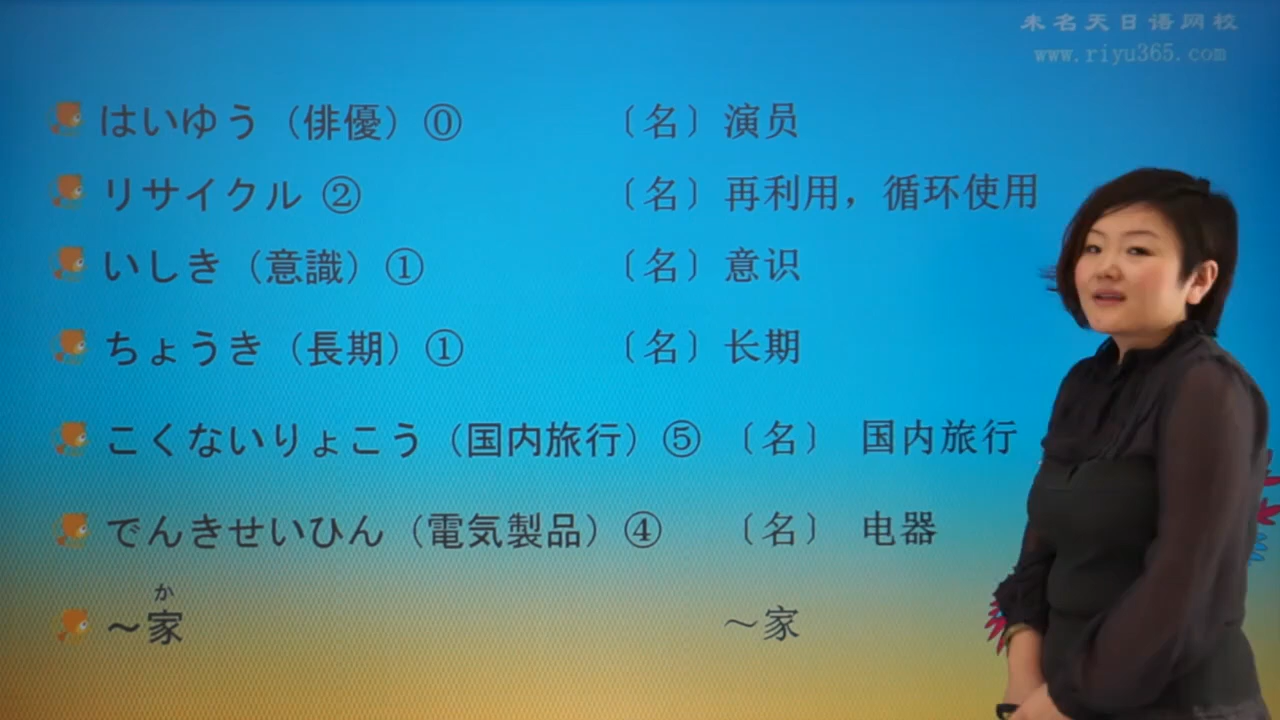 未名天日语网校
www.riyu365.com
はいゆう（俳優）⓪ 〔名〕演员
リサイクル ② 〔名〕再利用，循环使用
いしき（意識）① 〔名〕意识
ちょうき（長期）① 〔名〕长期
こくないりょこう（国内旅行）⑤ 〔名〕 国内旅行
でんきせいひん（電気製品）④ 〔名〕 电器
か
～家 ～家